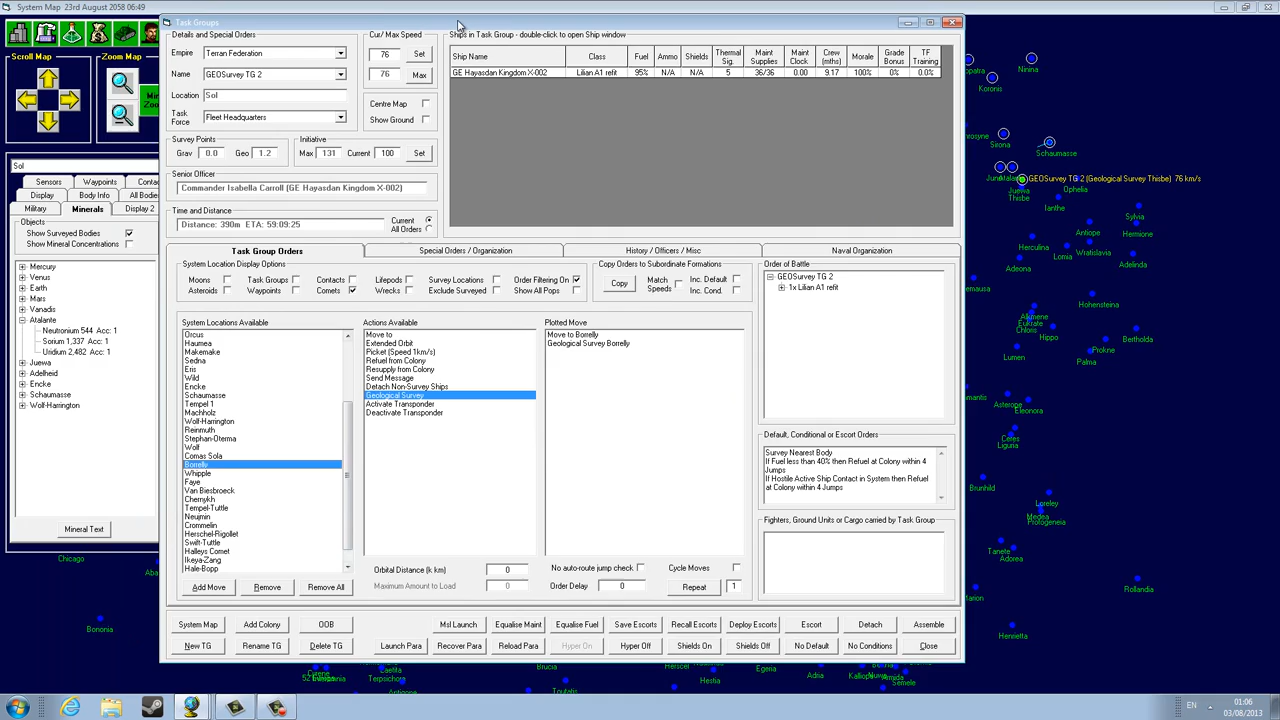 System Map  23rd August 2058 06:49
Task Groups
Details and Special Orders
Empire
Terran Federation
Name
GEOSurvey TG 2
Location
Sol
Task Force
Fleet Headquarters
Cur/Max Speed
76
Set
76
Max
Centre Map
Show Ground
Survey Points
Grav
0.0
Geo
1.2
Initiative
Max
131
Current
100
Set
Senior Officer
Commander Isabella Carroll (GE Hayasdan Kingdom X-002)
Time and Distance
Distance: 390m  ETA: 59:09:25
Current
All Orders
Ships in Task Group - double-click to open Ship window
Ship Name
Class
Fuel
Ammo
Shields
Thermal Sig.
Maint Supplies
Maint Clock
Crew (mths)
Morale
Grade Bonus
TF Training
GE Hayasdan Kingdom X-002
Lilian A1 refit
95%
N/A
N/A
5
36/36
0.00
9.17
100%
0%
0.0%
Task Group Orders
Special Orders / Organization
History / Officers / Misc
Naval Organization
System Location Display Options
Moons
Task Groups
Contacts
Lifepods
Survey Locations
Order Filtering On
Asteroids
Waypoints
Comets
Wrecks
Exclude Surveyed
Show All Pops
Copy Orders to Subordinate Formations
Copy
Match Speeds
Inc. Default
Inc. Cond.
System Locations Available
Orcus
Haumea
Makemake
Sedna
Eris
Wild
Encke
Schaumasse
Tempel 1
Machholz
Wolf-Harrington
Reinmuth
Stephan-Oterma
Wolf
Comas Sola
Borrelly
Whipple
Faye
Van Biesbroeck
Chernykh
Tempel-Tuttle
Neujmin
Crommelin
Herschel-Rigollet
Swift-Tuttle
Halleys Comet
Ikeya-Zang
Hale-Bopp
Actions Available
Move to
Extended Orbit
Picket (Speed 1km/s)
Refuel from Colony
Resupply from Colony
Send Message
Detach Non-Survey Ships
Geological Survey
Activate Transponder
Deactivate Transponder
Plotted Move
Move to Borrelly
Geological Survey Borrelly
Add Move
Remove
Remove All
Orbital Distance (k km)
0
Maximum Amount to Load
0
No auto-route jump check
Order Delay
0
Cycle Moves
Repeat
1
Order of Battle
GEOSurvey TG 2
1x Lilian A1 refit
Default, Conditional or Escort Orders
Survey Nearest Body
If Fuel less than 40% then Refuel at Colony within 4
Jumps
If Hostile Active Ship Contact in System then Refuel
at Colony within 4 Jumps
Fighters, Ground Units or Cargo carried by Task Group
System Map
Add Colony
OOB
Msl Launch
Equalise Maint
Equalise Fuel
Save Escorts
Recall Escorts
Deploy Escorts
Escort
Detach
Assemble
New TG
Rename TG
Delete TG
Launch Para
Recover Para
Reload Para
Hyper On
Hyper Off
Shields On
Shields Off
No Default
No Conditions
Close
Scroll Map
Zoom Map
Sol
Sensors
Waypoints
Display
Body Info
Military
Minerals
Display 2
Objects
Show Surveyed Bodies
Show Mineral Concentrations
Mercury
Venus
Earth
Mars
Vanadis
Atalante
Neutronium 544  Acc: 1
Sorium 1,337  Acc: 1
Uridium 2,482  Acc: 1
Juewa
Adelheid
Encke
Schaumasse
Wolf-Harrington
Mineral Text
Chicago
Bononia
Koronis
Ninina
Sirona
Schaumasse
GEOSurvey TG 2 (Geological Survey Thisbe)  76 km/s
Juewa
Thisbe
Ophelia
Ianthe
Sylvia
Hermione
Antiope
Wratislavia
Herculina
Lomia
Adeona
Adelinda
Hohensteina
Alkmene
Eukrate
Chloris
Hippo
Bertholda
Prokne
Palma
Lumen
Asterope
Eleonora
Ceres
Liguria
Brunhild
Loreley
Medea
Protogeneia
Tanete
Adorea
Rollandia
Henrietta
Brucia
Hestia
Egeria
Adria
Semele
Terpsichore
EN
01:06
03/08/2013